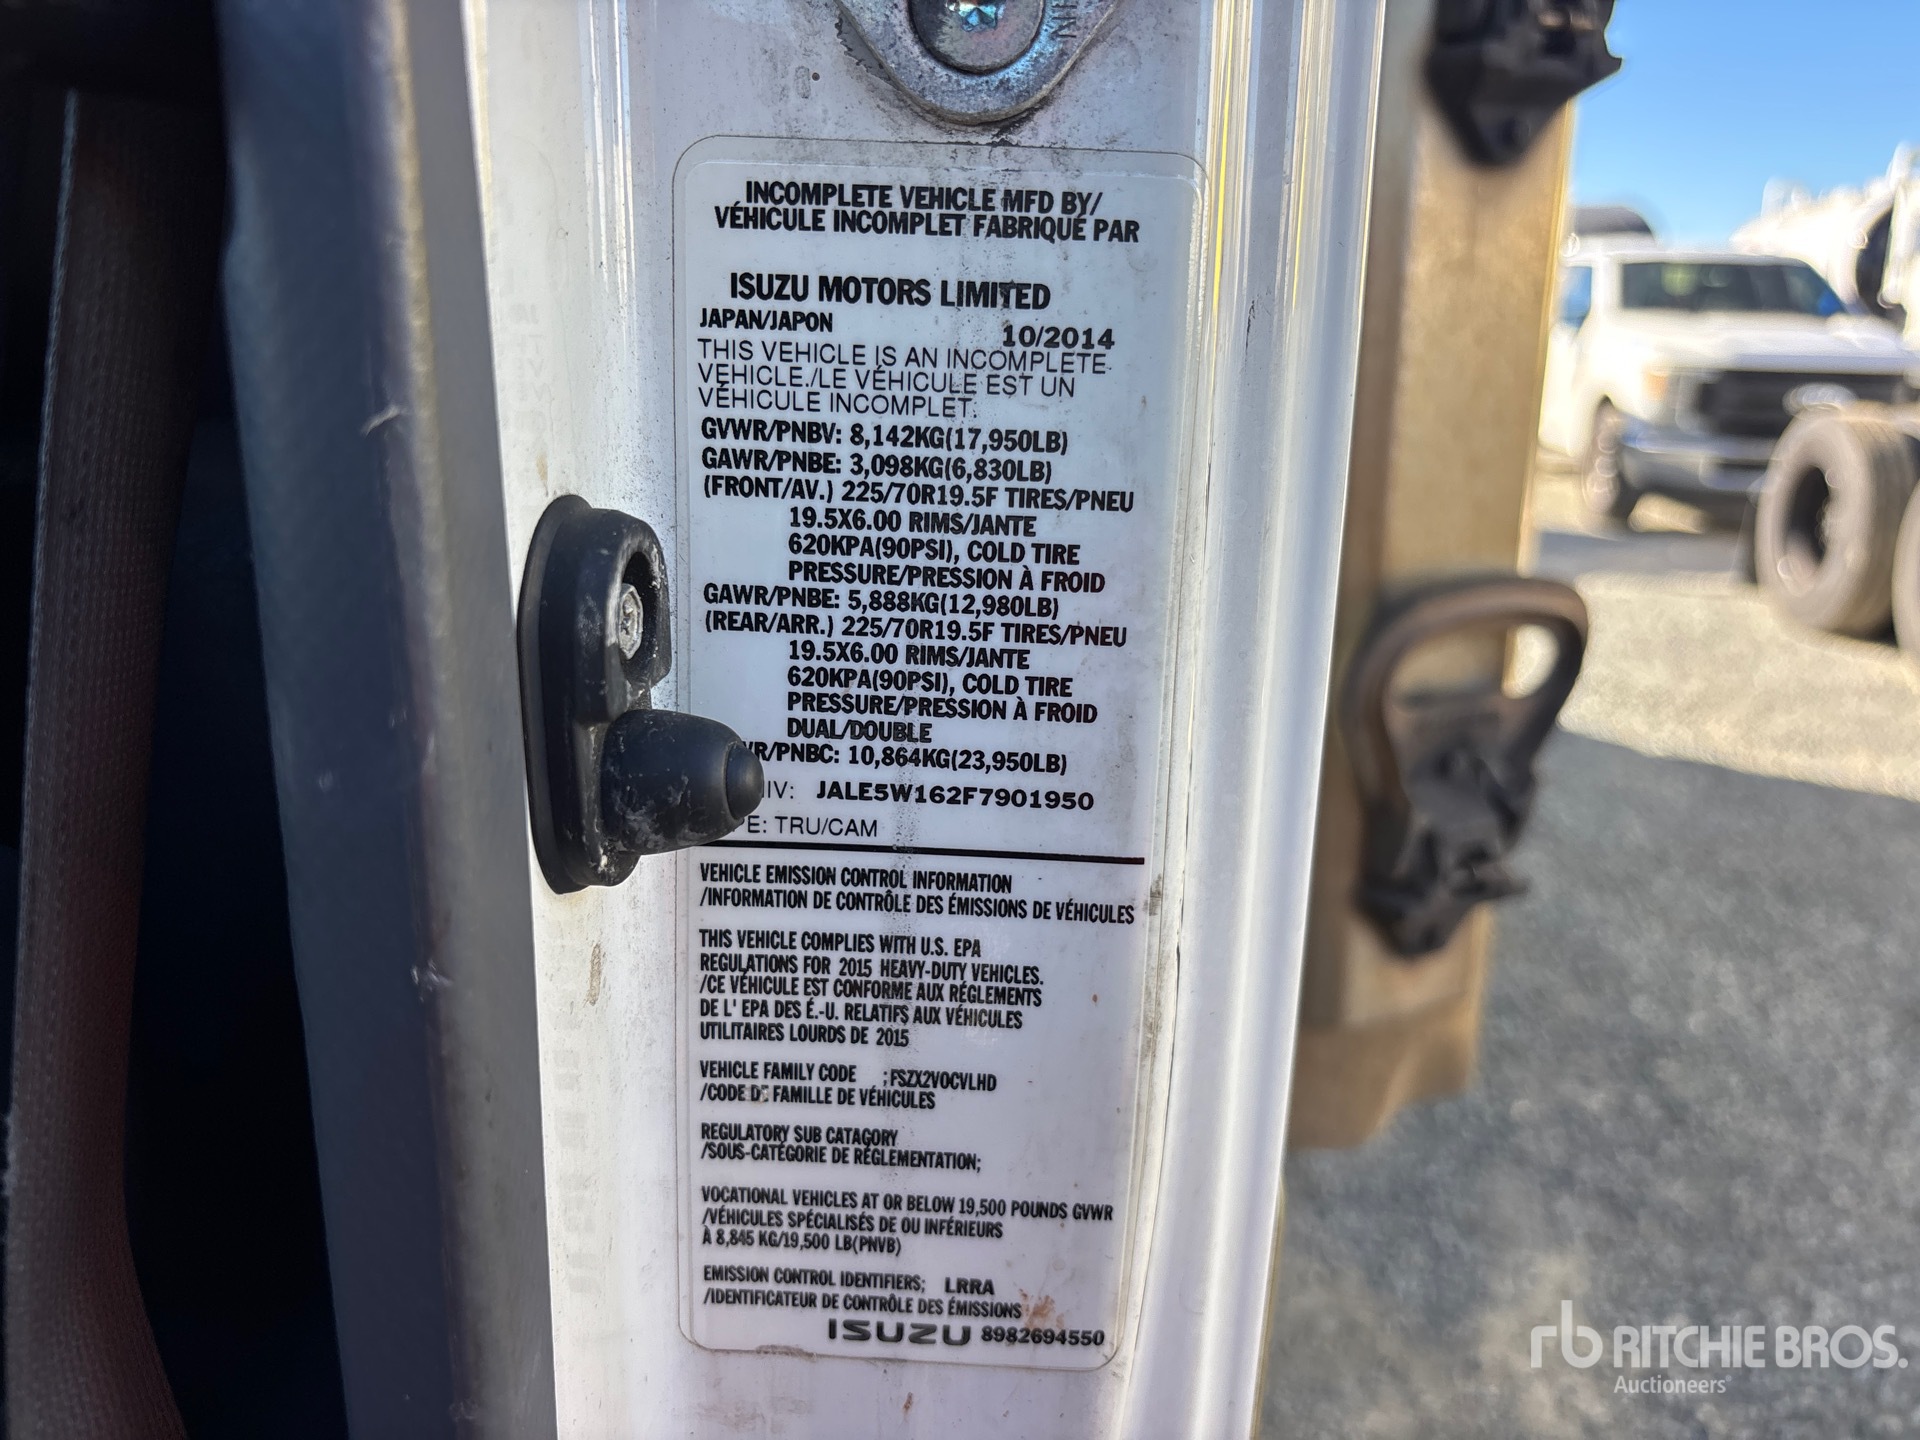 INCOMPLETE VEHICLE MFD BY/
VÉHICULE INCOMPLET FABRIQUÉ PAR
ISUZU MOTORS LIMITED
JAPAN/JAPON 10/2014
THIS VEHICLE IS AN INCOMPLETE
VEHICLE./LE VÉHICULE EST UN
VÉHICULE INCOMPLET.
GVWR/PNBV: 8,142KG(17,950LB)
GAWR/PNBE: 3,098KG(6,830LB)
(FRONT/AV.) 225/70R19.5F TIRES/PNEU
19.5X6.00 RIMS/JANTE
620KPA(90PSI), COLD TIRE
PRESSURE/PRESSION À FROID
GAWR/PNBE: 5,888KG(12,980LB)
(REAR/ARR.) 225/70R19.5F TIRES/PNEU
19.5X6.00 RIMS/JANTE
620KPA(90PSI), COLD TIRE
PRESSURE/PRESSION À FROID
DUAL/DOUBLE
R/PNBC: 10,864KG(23,950LB)
IV: JALE5W162F7901950
E: TRU/CAM
VEHICLE EMISSION CONTROL INFORMATION
/INFORMATION DE CONTRÔLE DES ÉMISSIONS DE VÉHICULES
THIS VEHICLE COMPLIES WITH U.S. EPA
REGULATIONS FOR 2015 HEAVY-DUTY VEHICLES.
/CE VÉHICULE EST CONFORME AUX RÉGLEMENTS
DE L' EPA DES É.-U. RELATIFS AUX VÉHICULES
UTILITAIRES LOURDS DE 2015
VEHICLE FAMILY CODE ;FSZX2VOCVLHD
/CODE DE FAMILLE DE VÉHICULES
REGULATORY SUB CATAGORY
/SOUS-CATÉGORIE DE RÉGLEMENTATION;
VOCATIONAL VEHICLES AT OR BELOW 19,500 POUNDS GVWR
/VÉHICULES SPÉCIALISÉS DE OU INFÉRIEURS
À 8,845 KG/19,500 LB(PNVB)
EMISSION CONTROL IDENTIFIERS; LRRA
/IDENTIFICATEUR DE CONTRÔLE DES ÉMISSIONS
ISUZU 8982694550
rb RITCHIE BROS.
Auctioneers